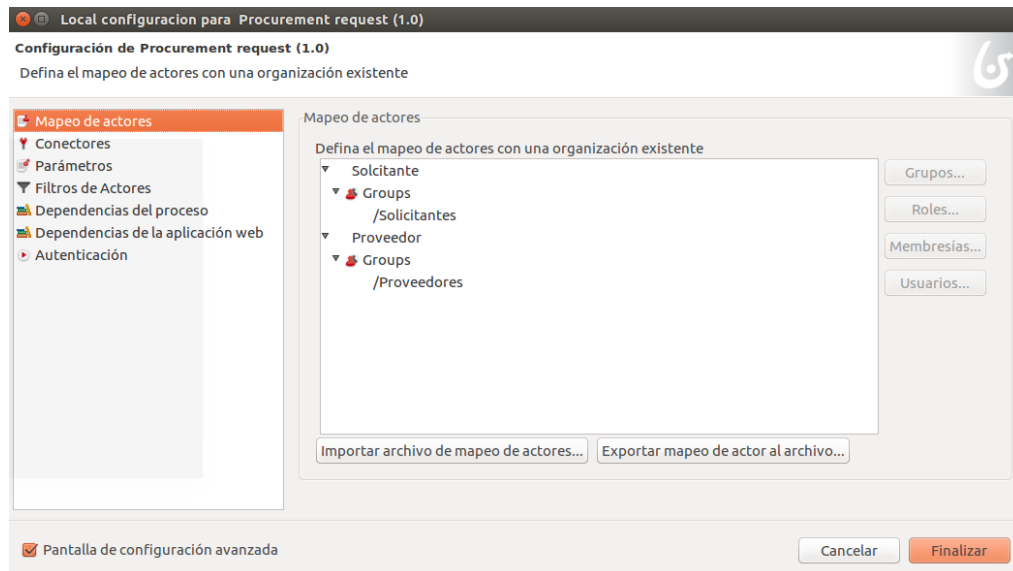 Local configuracion para Procurement request (1.0)
Configuración de Procurement request (1.0)
Defina el mapeo de actores con una organización existente
Mapeo de actores
Conectores
Parámetros
Filtros de Actores
Dependencias del proceso
Dependencias de la aplicación web
Autenticación
Mapeo de actores
Defina el mapeo de actores con una organización existente
Solcitante
Groups
/Solicitantes
Proveedor
Groups
/Proveedores
Grupos...
Roles...
Membresías...
Usuarios...
Importar archivo de mapeo de actores...
Exportar mapeo de actor al archivo...
Pantalla de configuración avanzada
Cancelar
Finalizar